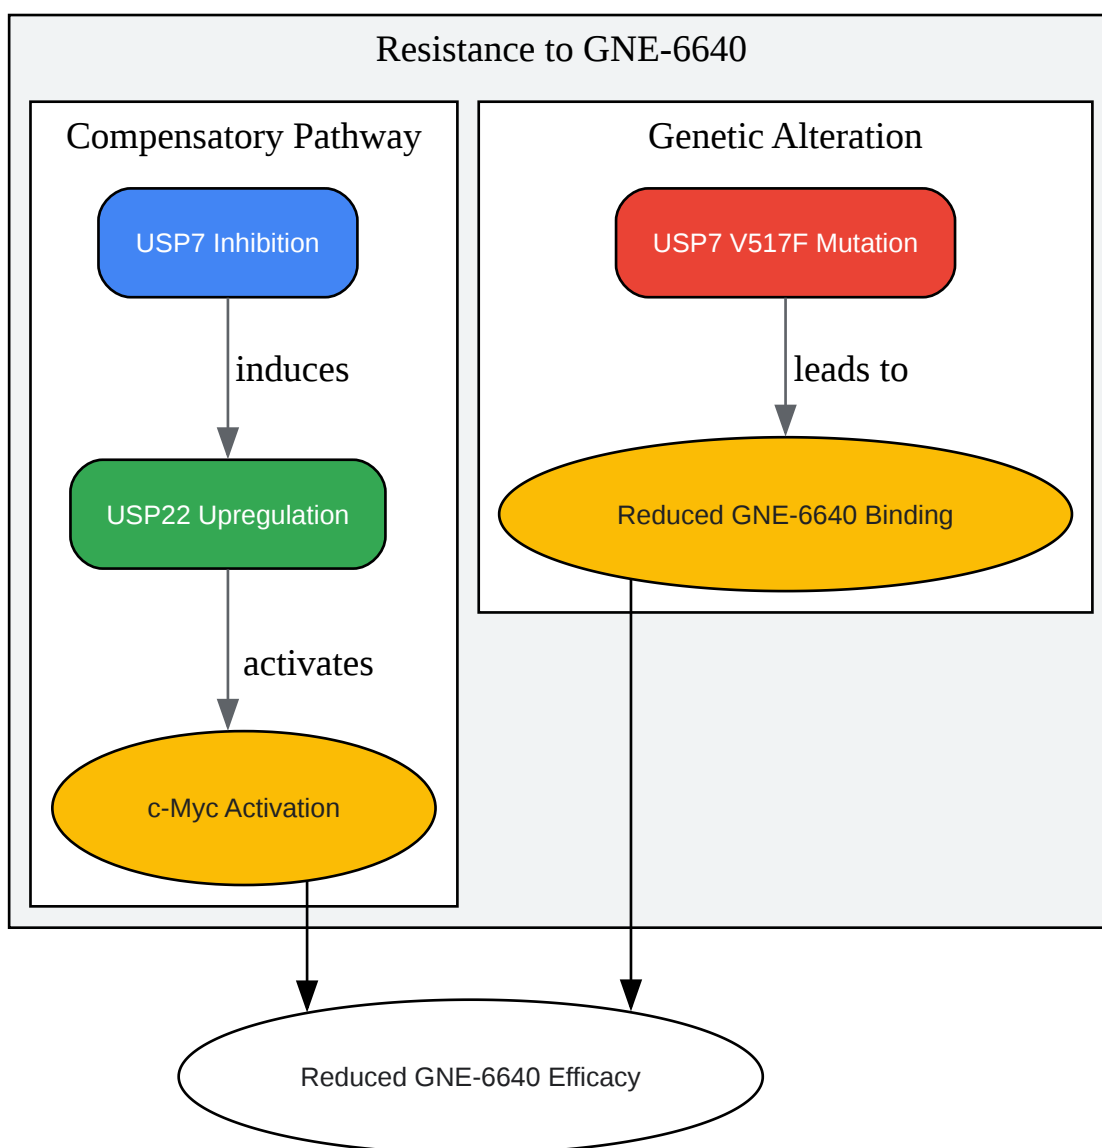 Resistance to GNE-6640
Compensatory Pathway
USP7 Inhibition
induces
USP22 Upregulation
activates
c-Myc Activation
Genetic Alteration
USP7 V517F Mutation
leads to
Reduced GNE-6640 Binding
Reduced GNE-6640 Efficacy